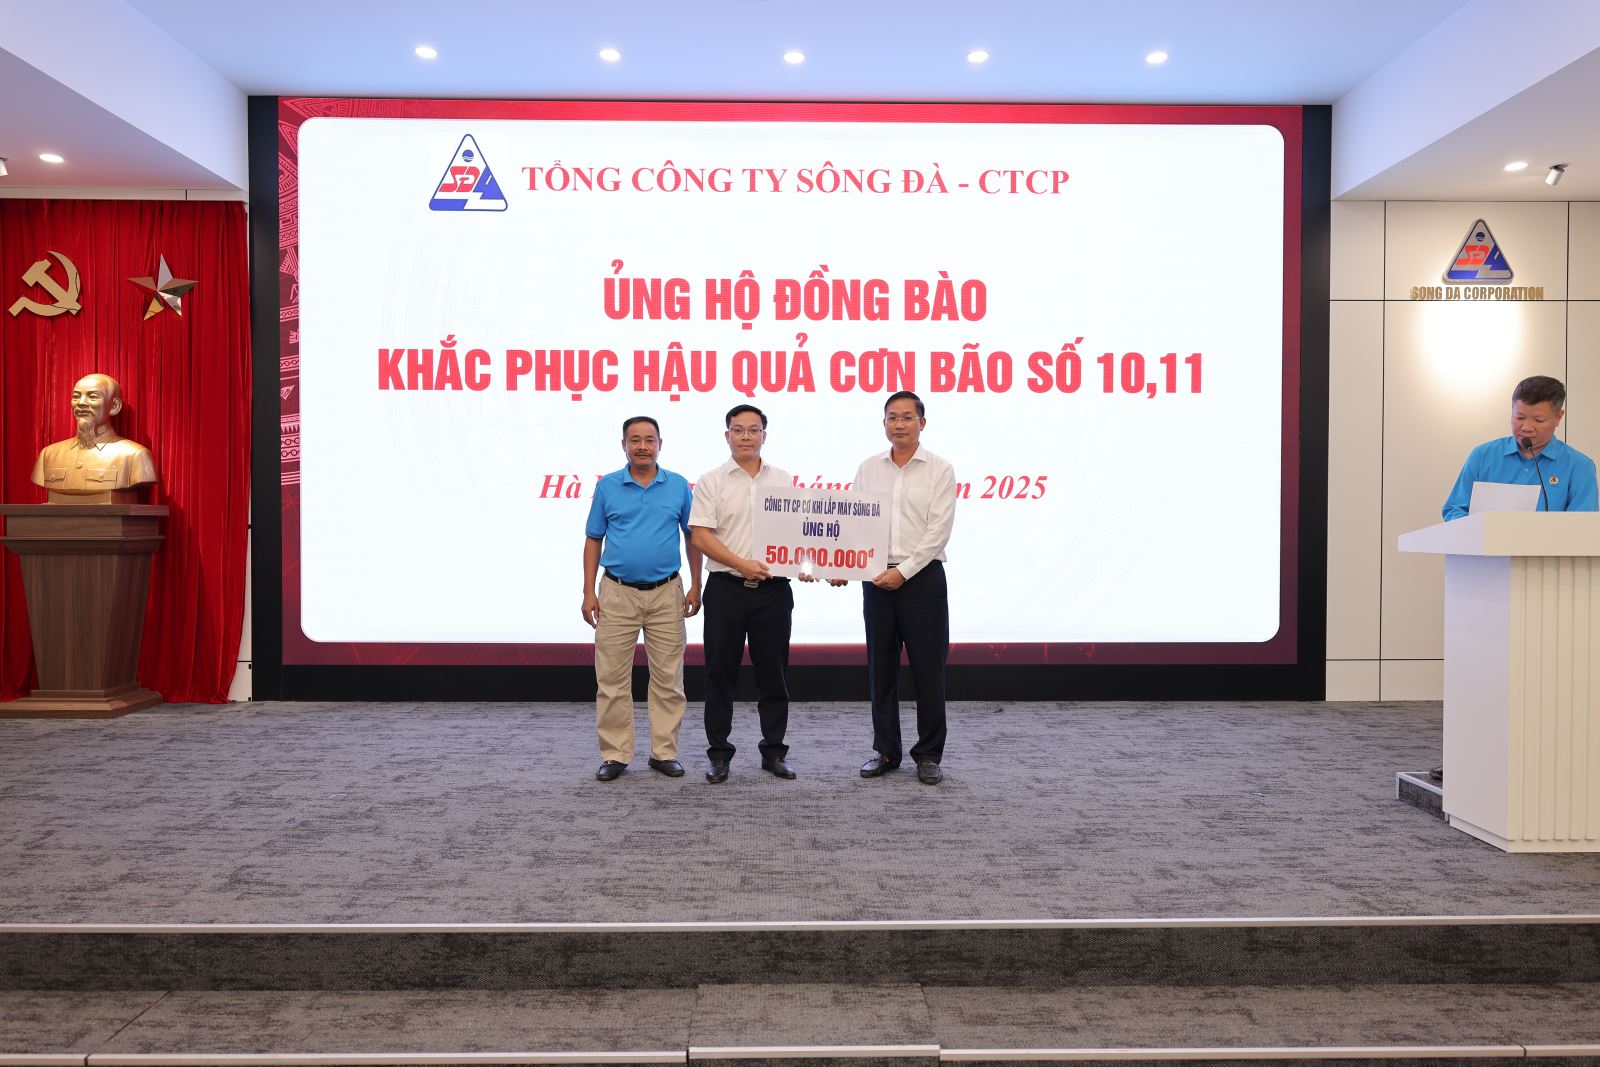 TỔNG CÔNG TY SÔNG ĐÀ - CTCP
ỦNG HỘ ĐỒNG BÀO
KHẮC PHỤC HẬU QUẢ CƠN BÃO SỐ 10,11
Hà 2025
CÔNG TY CP CƠ KHÍ LẮP MÁY SÔNG ĐÀ
ỦNG HỘ
50.000.000đ
SONG DA CORPORATION